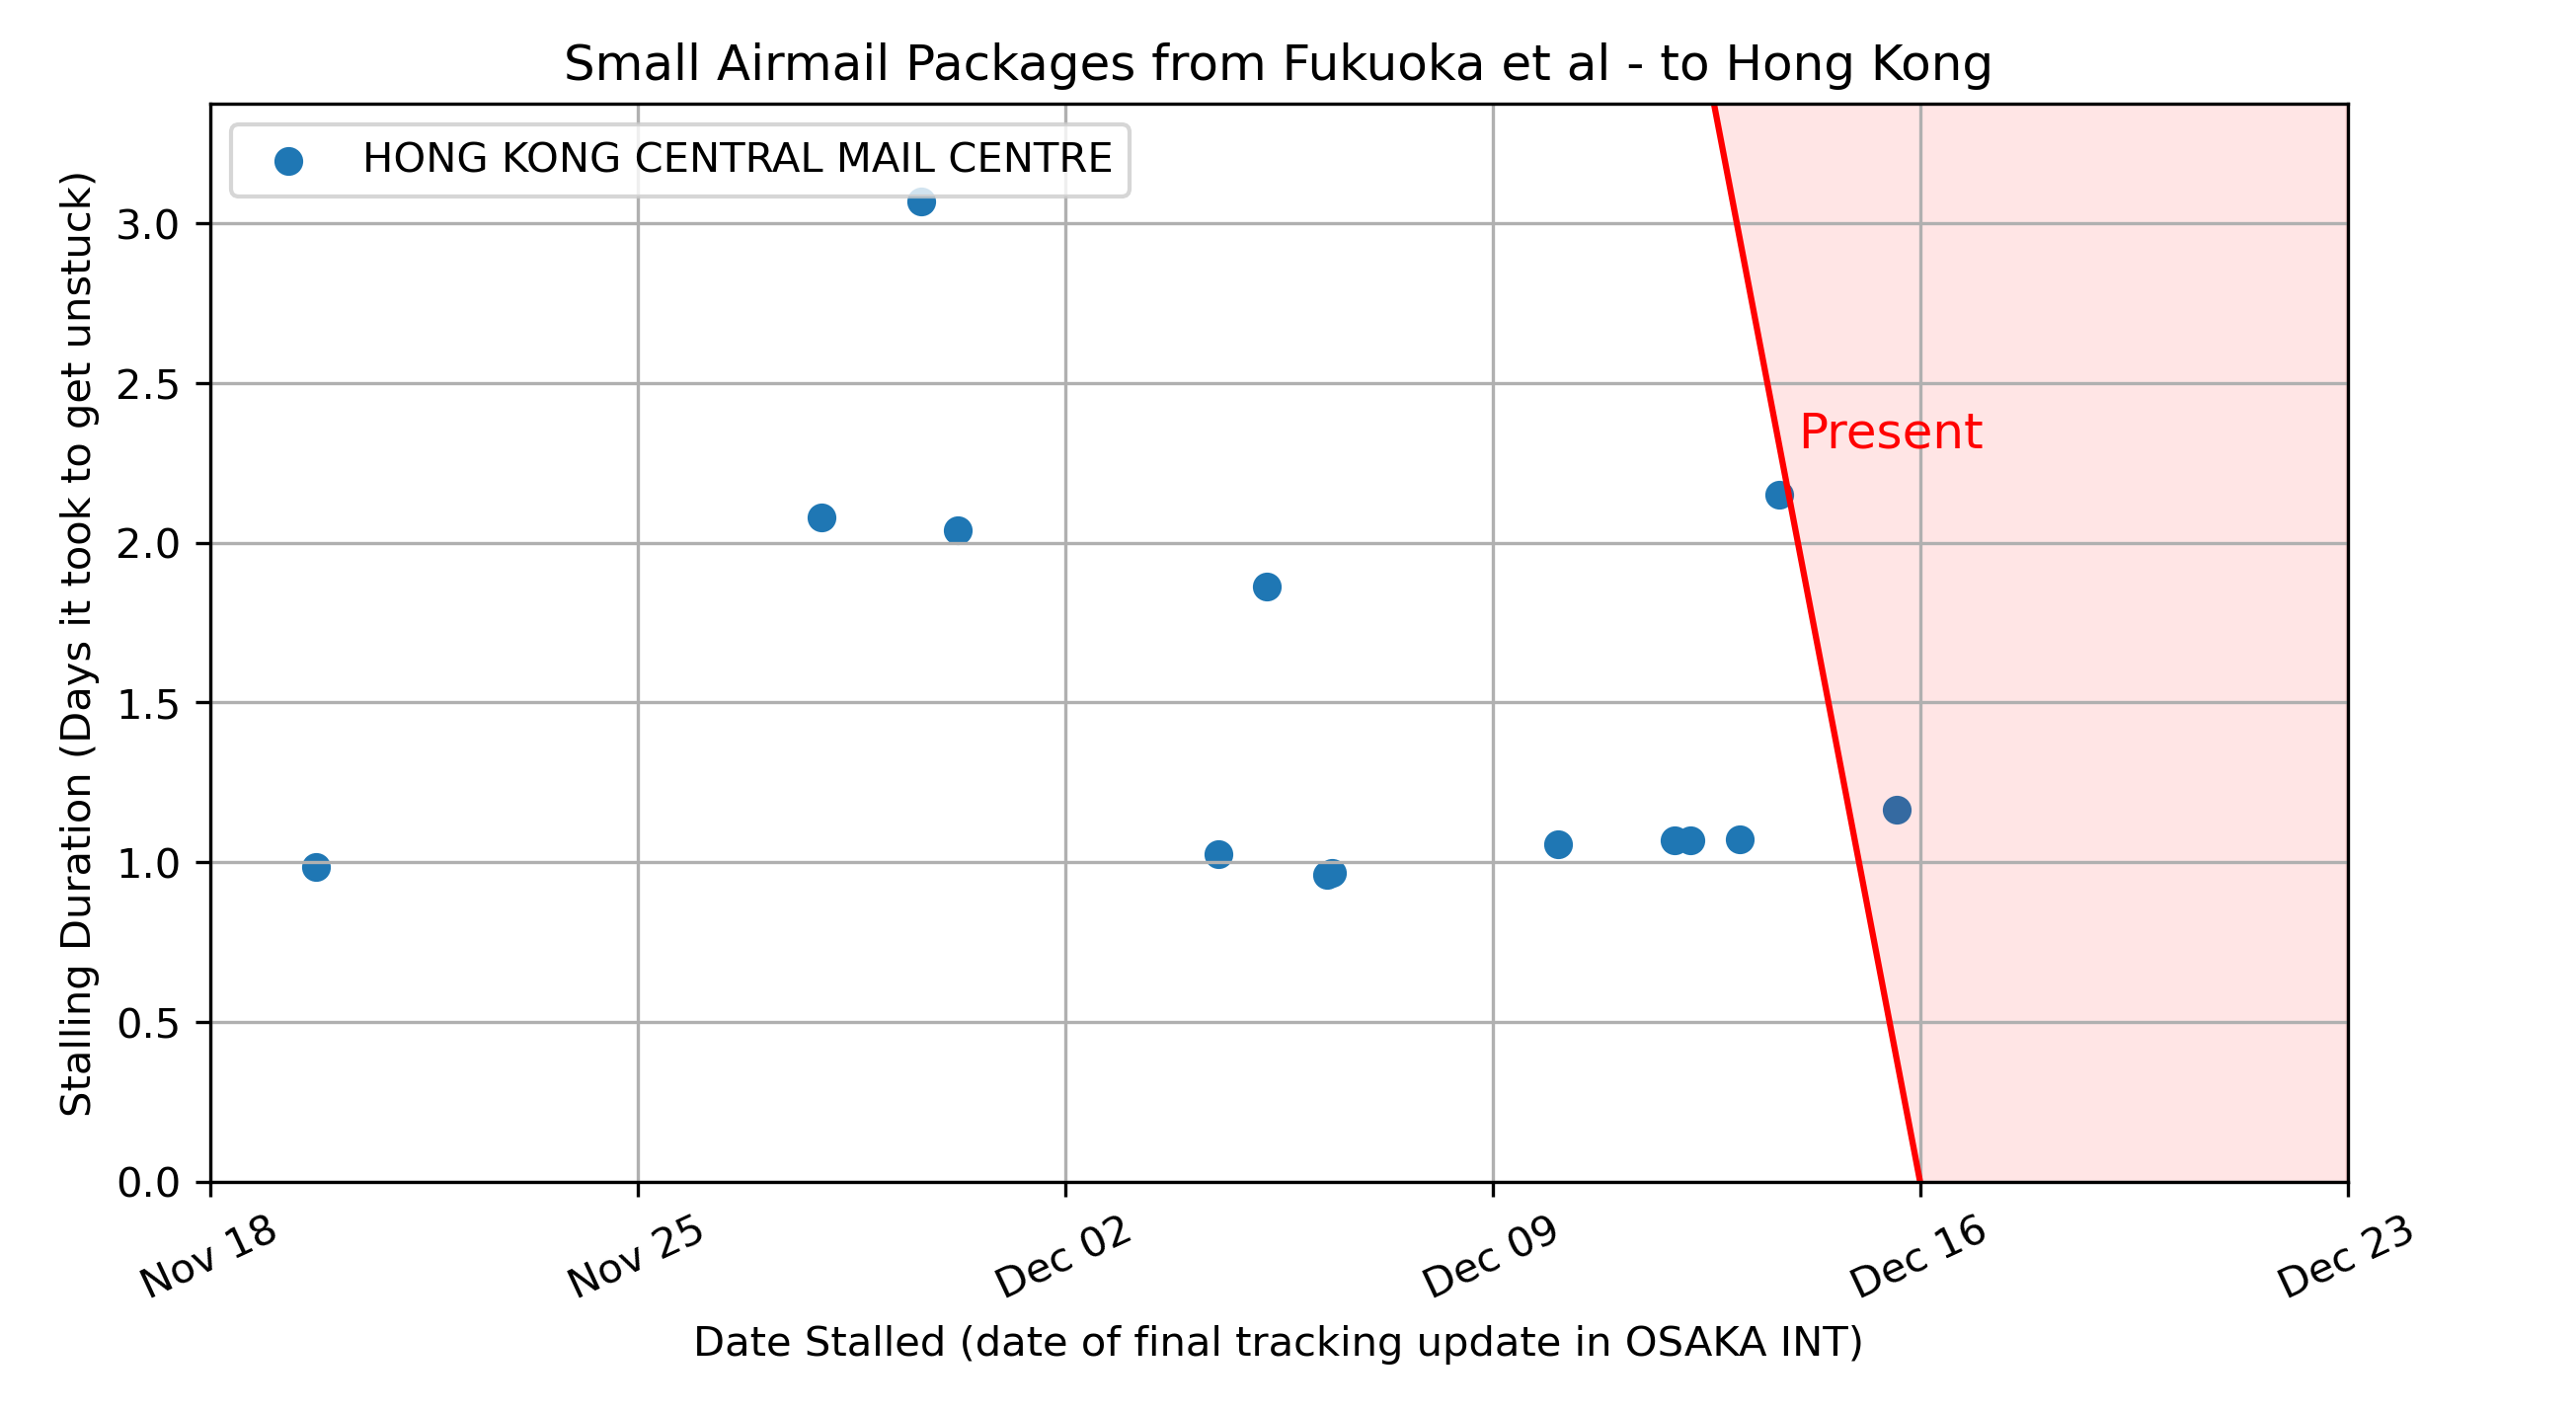 Small Airmail Packages from Fukuoka et al - to Hong Kong
HONG KONG CENTRAL MAIL CENTRE
Stalling Duration (Days it took to get unstuck)
3.0
2.5
2.0
1.5
1.0
0.5
0.0
Present
Nov 18
Nov 25
Dec 02
Dec 09
Dec 16
Dec 23
Date Stalled (date of final tracking update in OSAKA INT)